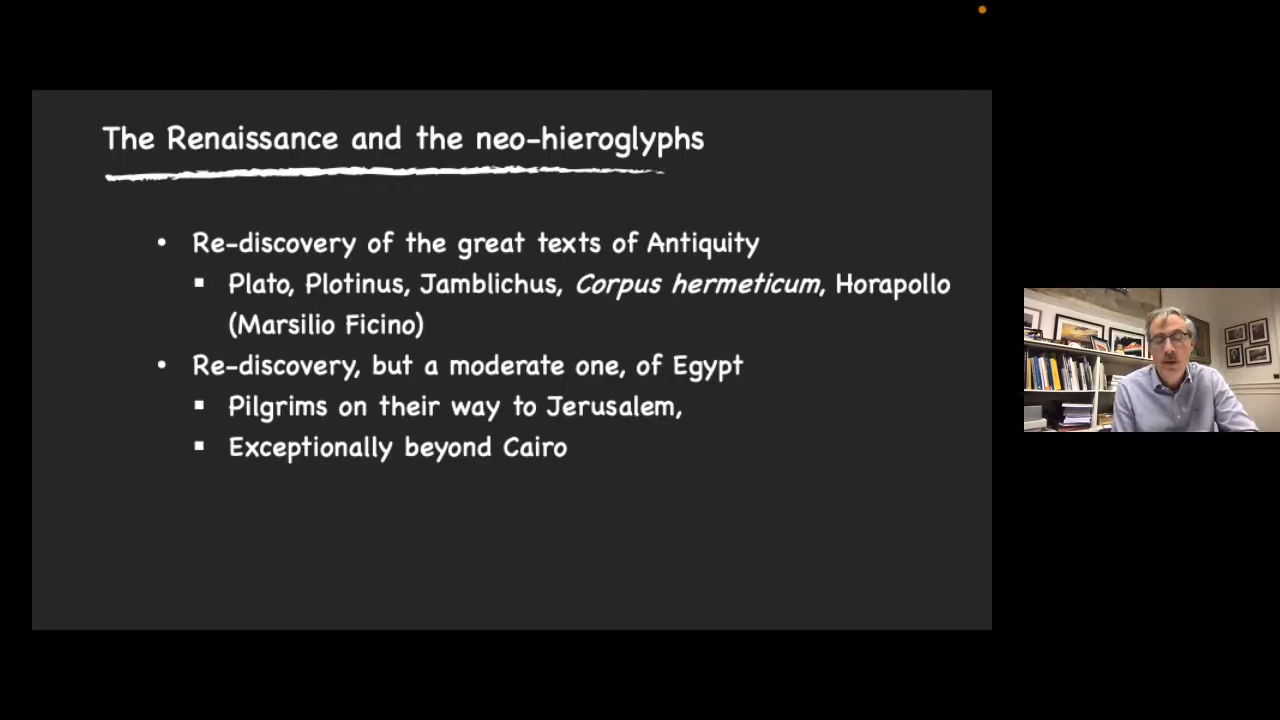 The Renaissance and the neo-hieroglyphs
• Re-discovery of the great texts of Antiquity
▪ Plato, Plotinus, Jamblichus, Corpus hermeticum, Horapollo
(Marsilio Ficino)
• Re-discovery, but a moderate one, of Egypt
▪ Pilgrims on their way to Jerusalem,
▪ Exceptionally beyond Cairo